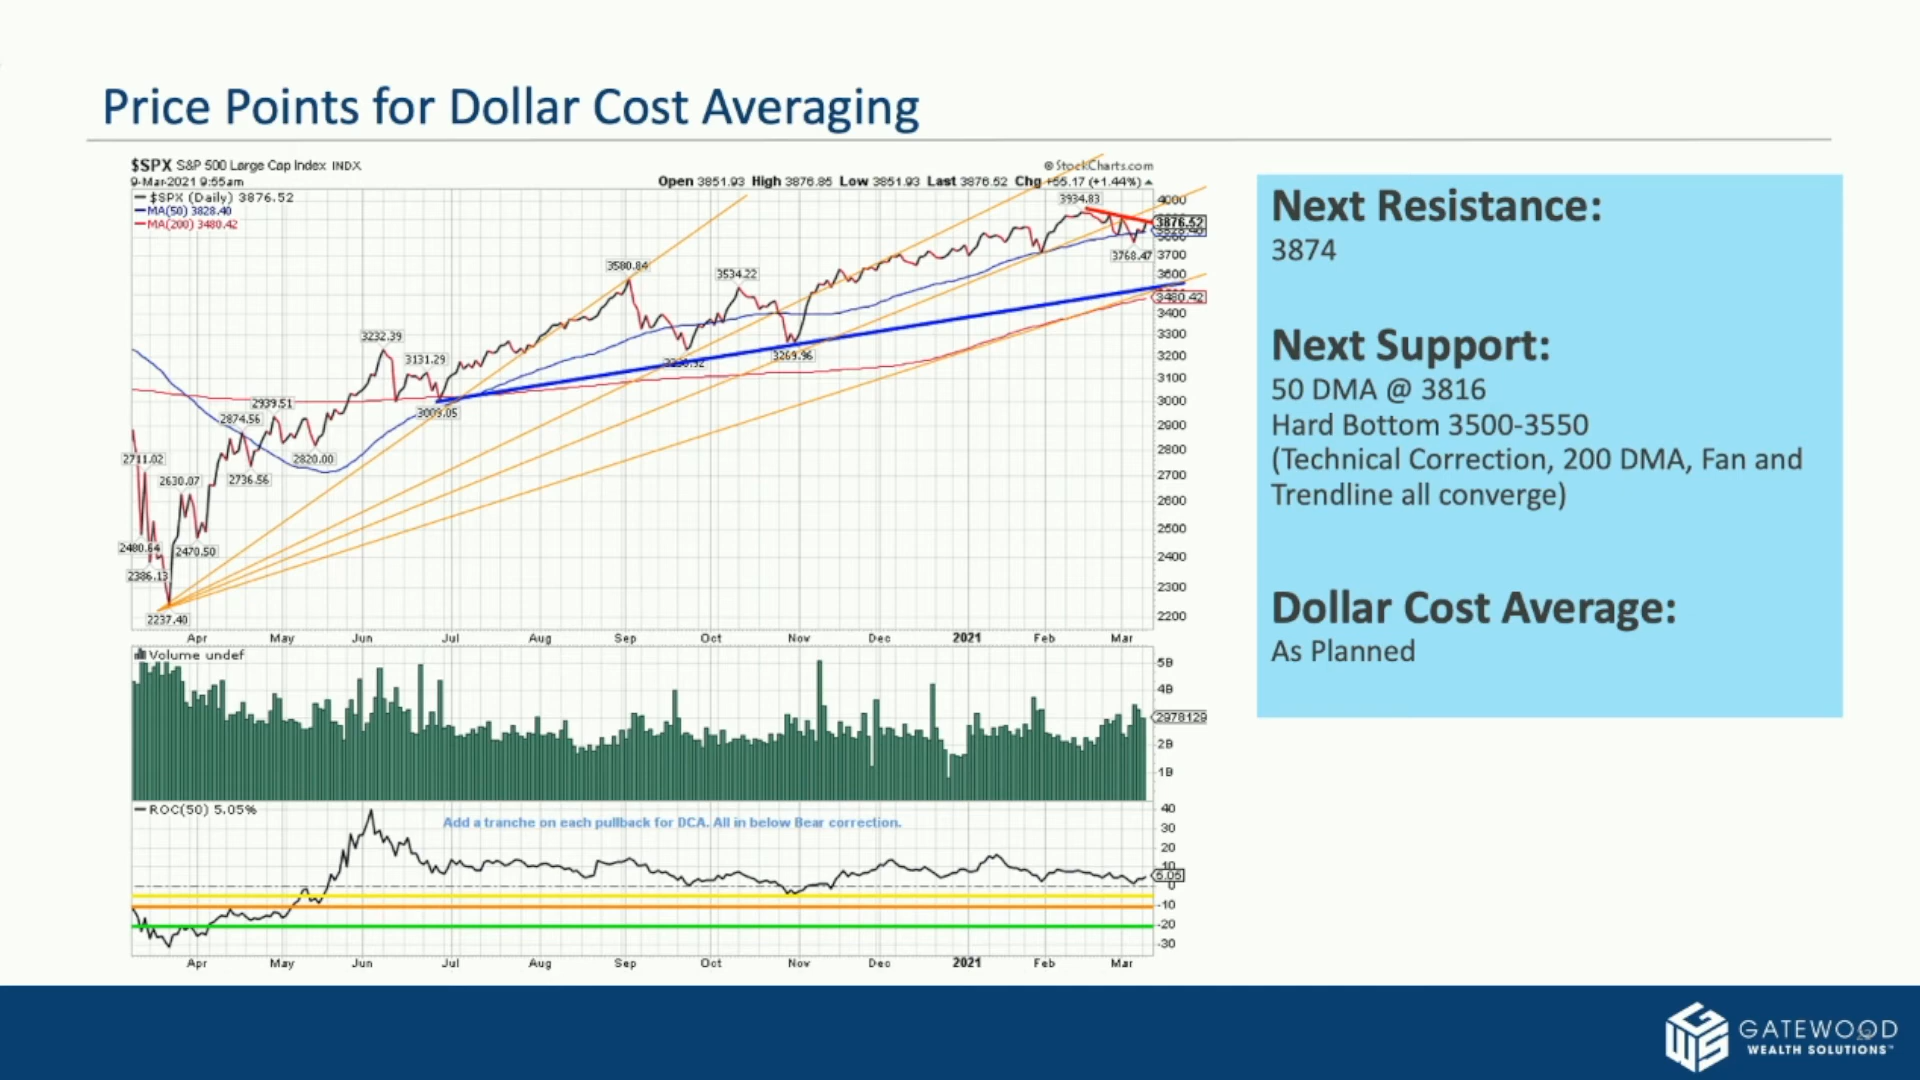 Price Points for Dollar Cost Averaging
$SPX S&P 500 Large Cap Index INDX
© StockCharts.com
9-Mar-2021 9:55am
Open 3851.93 High 3876.85 Low 3851.93 Last 3876.52 Chg +55.17 (+1.44%)
$SPX (Daily) 3876.52
MA(50) 3828.40
MA(200) 3480.42
3934.83
3580.84
3534.22
3768.47
3232.39
3131.29
3269.96
3009.05
2939.51
2874.56
2820.00
2711.02
2736.56
2630.07
2480.64
2470.50
2386.13
2237.40
4000
3876.52
3700
3600
3480.42
3400
3300
3200
3100
3000
2900
2800
2700
2600
2500
2400
2300
2200
Apr May Jun Jul Aug Sep Oct Nov Dec 2021 Feb Mar
Volume undef
5B
4B
2978129
2B
1B
ROC(50) 5.05%
Add a tranche on each pullback for DCA. All in below Bear correction.
40
30
20
10
5.05
0
-10
-20
-30
Apr May Jun Jul Aug Sep Oct Nov Dec 2021 Feb Mar
Next Resistance:
3874
Next Support:
50 DMA @ 3816
Hard Bottom 3500-3550
(Technical Correction, 200 DMA, Fan and
Trendline all converge)
Dollar Cost Average:
As Planned
GATEWOOD
WEALTH SOLUTIONS™